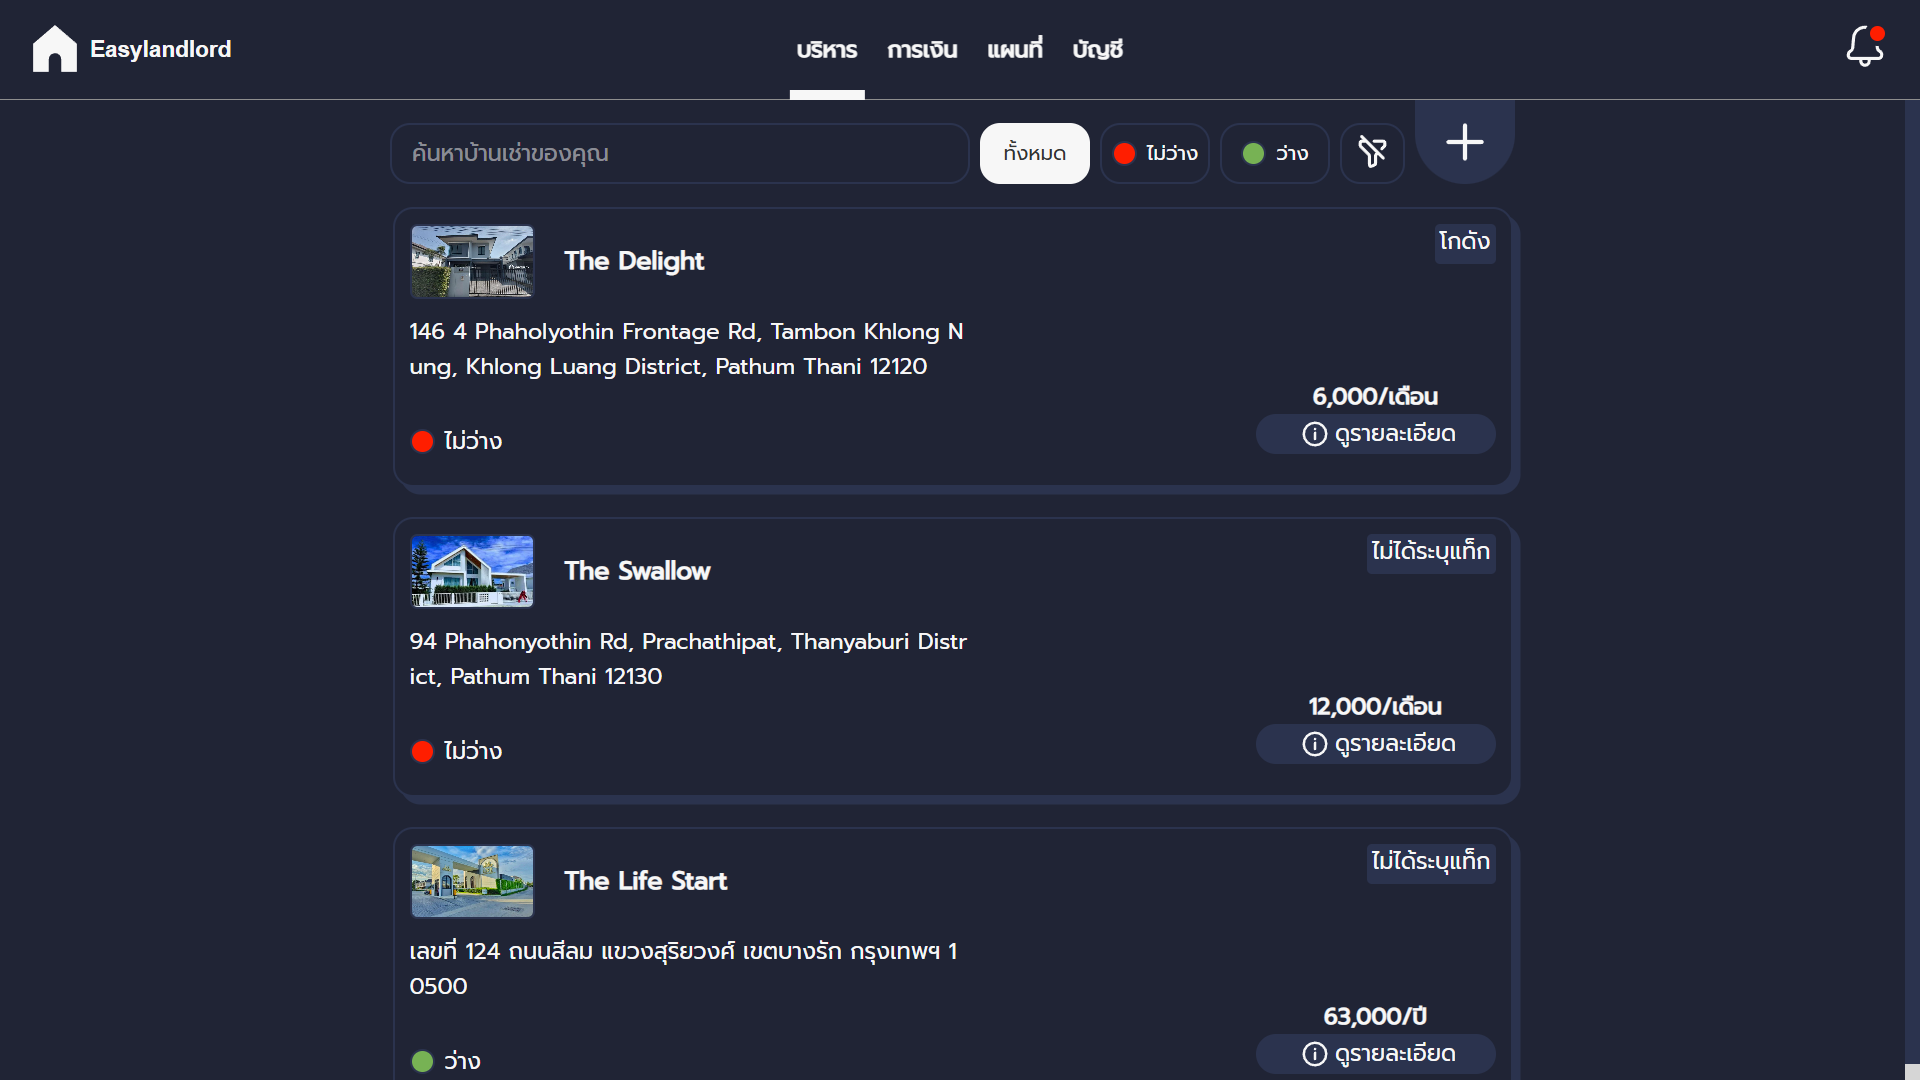 Easylandlord
บริหาร การเงิน แผนที่ บัญชี
ค้นหาบ้านเช่าของคุณ
ทั้งหมด
ไม่ว่าง
ว่าง
The Delight
โกดัง
146 4 Phaholyothin Frontage Rd, Tambon Khlong N
ung, Khlong Luang District, Pathum Thani 12120
6,000/เดือน
ไม่ว่าง
ดูรายละเอียด
The Swallow
ไม่ได้ระบุแท็ก
94 Phahonyothin Rd, Prachathipat, Thanyaburi Distr
ict, Pathum Thani 12130
12,000/เดือน
ไม่ว่าง
ดูรายละเอียด
The Life Start
ไม่ได้ระบุแท็ก
เลขที่ 124 ถนนสีลม แขวงสุริยวงศ์ เขตบางรัก กรุงเทพฯ 1
0500
63,000/ปี
ว่าง
ดูรายละเอียด